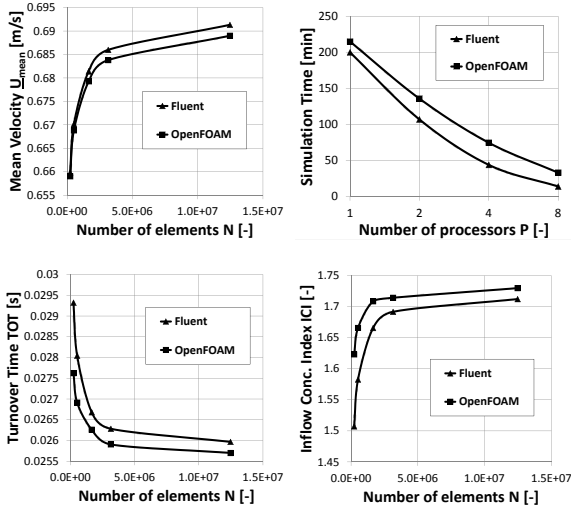 Mean Velocity U_mean [m/s]
0.695
0.69
0.685
0.68
0.675
0.67
0.665
0.66
0.655
Fluent
OpenFOAM
0.0E+00 5.0E+06 1.0E+07 1.5E+07
Number of elements N [-]
Simulation Time [min]
250
200
150
100
50
0
Fluent
OpenFOAM
1 2 4 8
Number of processors P [-]
Turnover Time TOT [s]
0.03
0.0295
0.029
0.0285
0.028
0.0275
0.027
0.0265
0.026
0.0255
Fluent
OpenFOAM
0.0E+00 5.0E+06 1.0E+07 1.5E+07
Number of elements N [-]
Inflow Conc. Index ICI [-]
1.75
1.7
1.65
1.6
1.55
1.5
1.45
Fluent
OpenFOAM
0.0E+00 5.0E+06 1.0E+07 1.5E+07
Number of elements N [-]